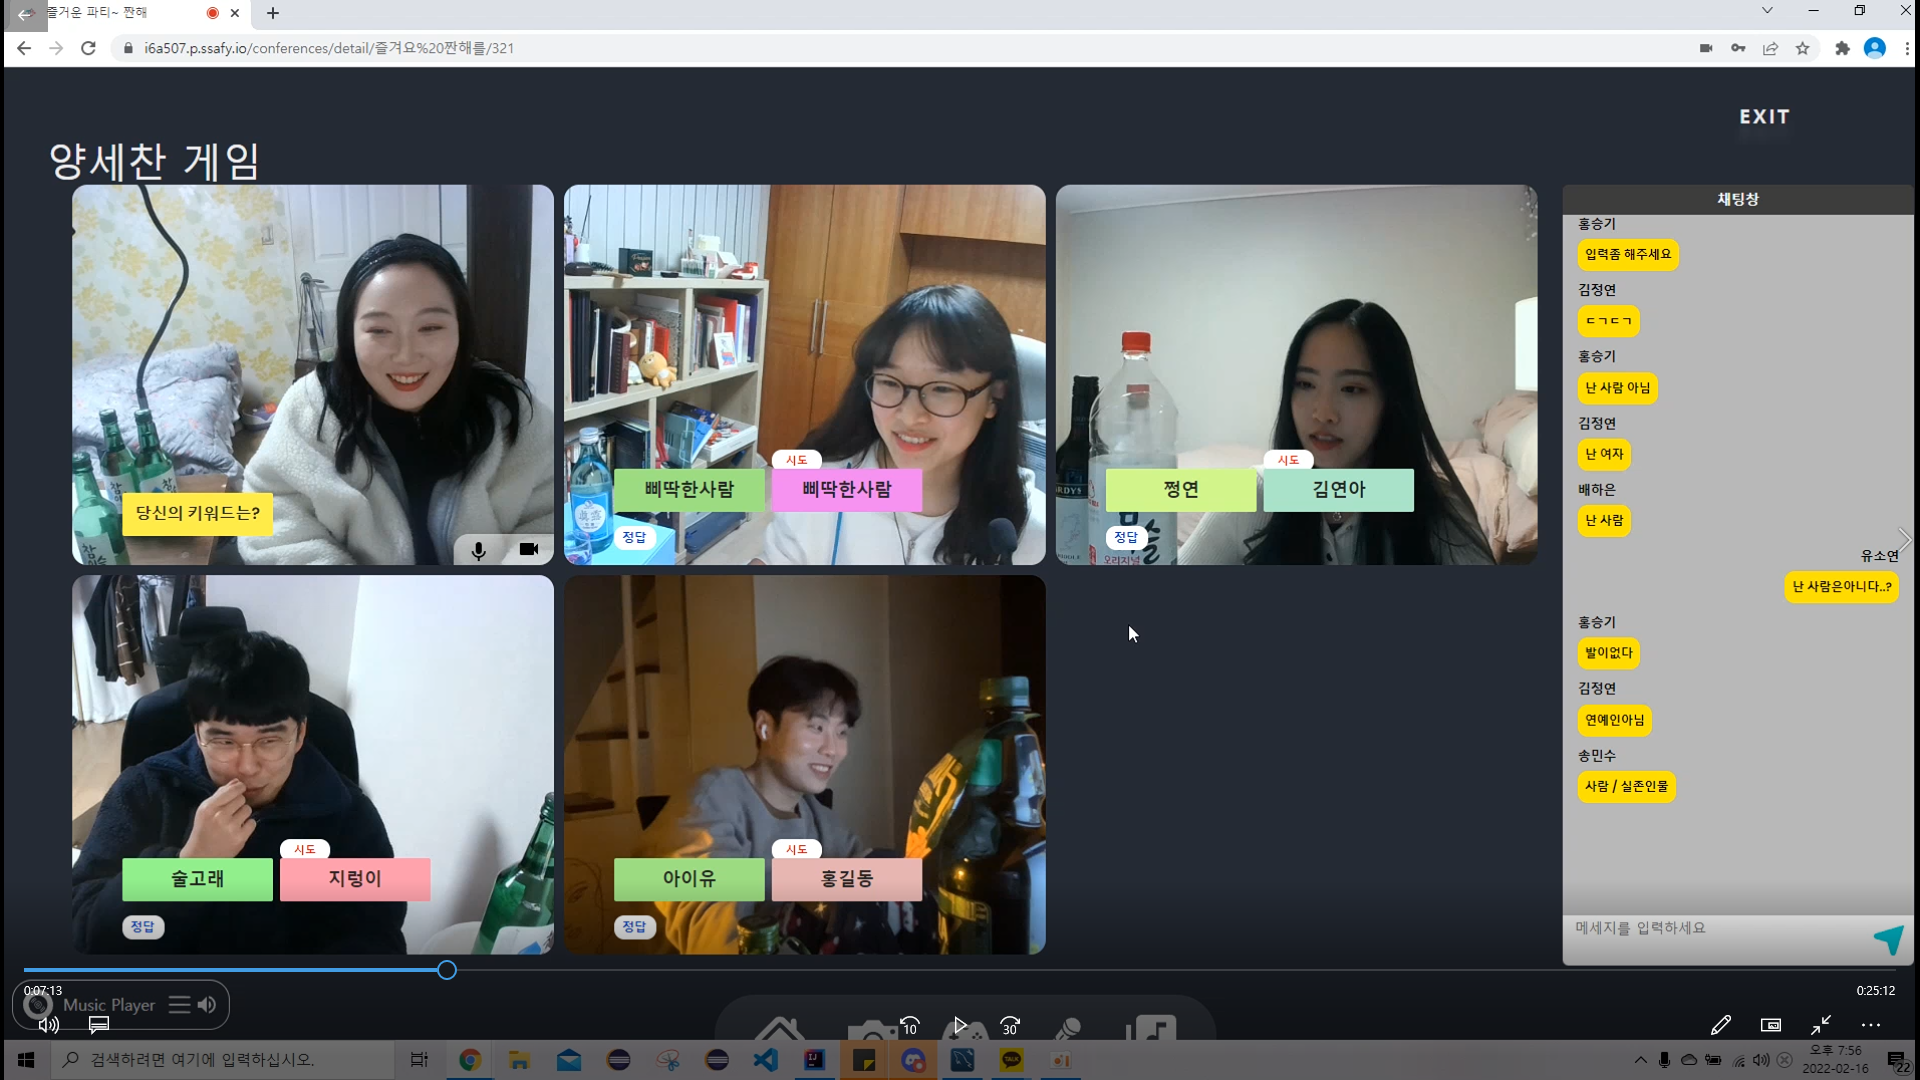 즐거운 파티~ 짠해
i6a507.p.ssafy.io/conferences/detail/즐겨요%20짠해를/321
EXIT
양세찬 게임
당신의 키워드는?
시도
삐딱한사람 삐딱한사람
정답
시도
쩡연 김연아
정답
시도
술고래 지렁이
정답
시도
아이유 홍길동
정답
채팅창
홍승기
입력좀 해주세요
김정연
ㄷㄱㄷㄱ
홍승기
난 사람 아님
김정연
난 여자
배하은
난 사람
유소연
난 사람은아니다..?
홍승기
발이없다
김정연
연예인아님
송민수
사람 / 실존인물
메세지를 입력하세요
0:07:13
0:25:12
Music Player
10
30
검색하려면 여기에 입력하십시오.
오후 7:56
2022-02-16
22